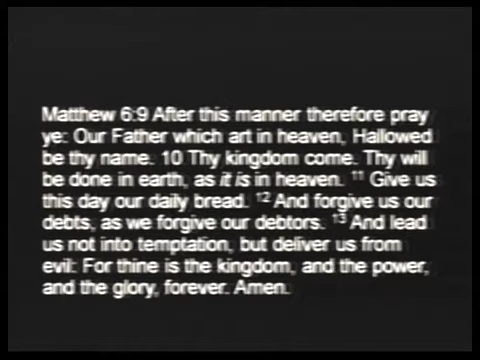 Matthew 6:9 After this manner therefore pray
ye: Our Father which art in heaven, Hallowed
be thy name. 10 Thy kingdom come. Thy will
be done in earth, as it is in heaven. ¹¹ Give us
this day our daily bread. ¹² And forgive us our
debts, as we forgive our debtors. ¹³ And lead
us not into temptation, but deliver us from
evil: For thine is the kingdom, and the power,
and the glory, forever. Amen.